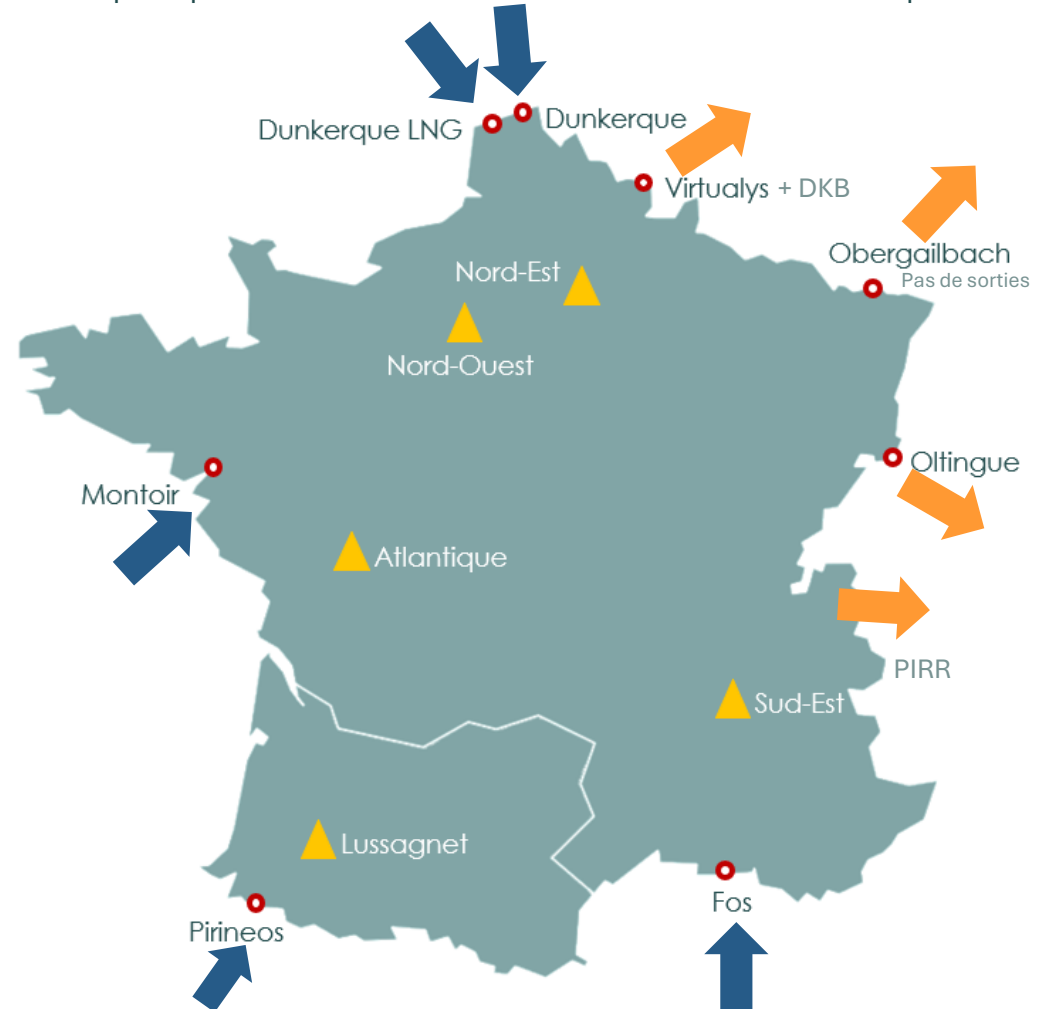 Dunkerque LNG
Dunkerque
Virtualys + DKB
Obergailbach
Pas de sorties
Nord-Est
Nord-Ouest
Oltingue
Montoir
Atlantique
PIRR
Sud-Est
Lussagnet
Fos
Pirineos